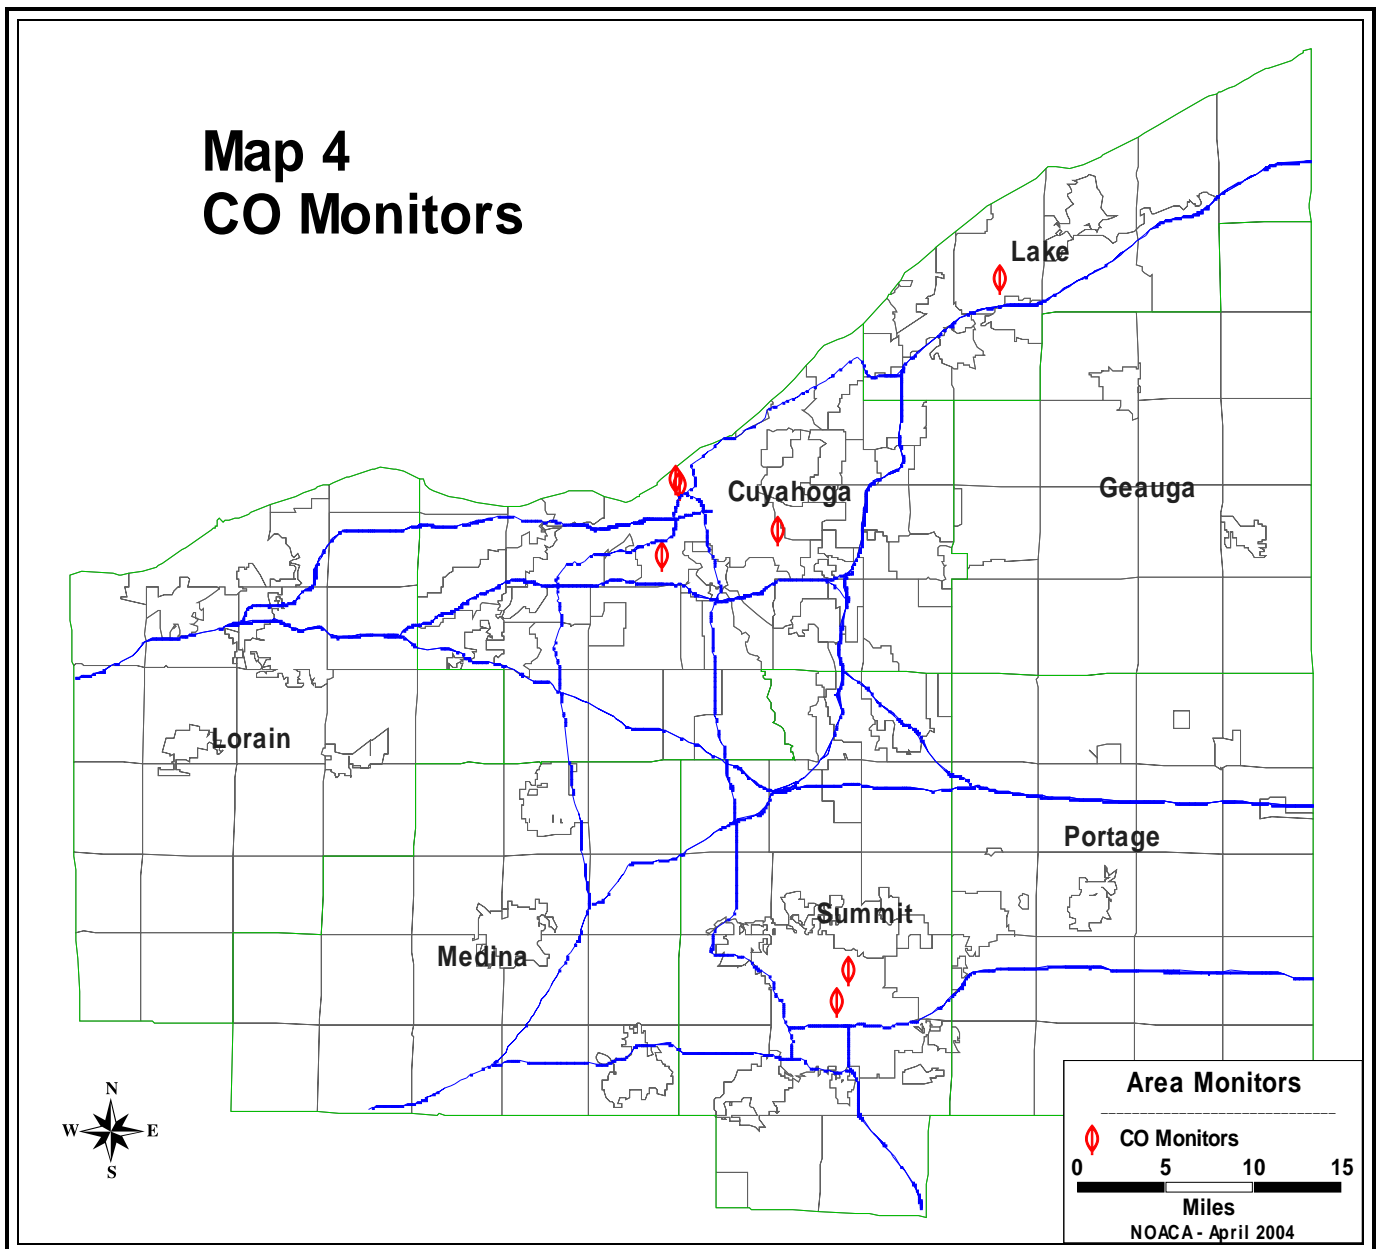 Map 4
CO Monitors
Lake
Cuyahoga
Geauga
Lorain
Portage
Summit
Medina
N
W E
S
Area Monitors
CO Monitors
0 5 10 15
Miles
NOACA - April 2004